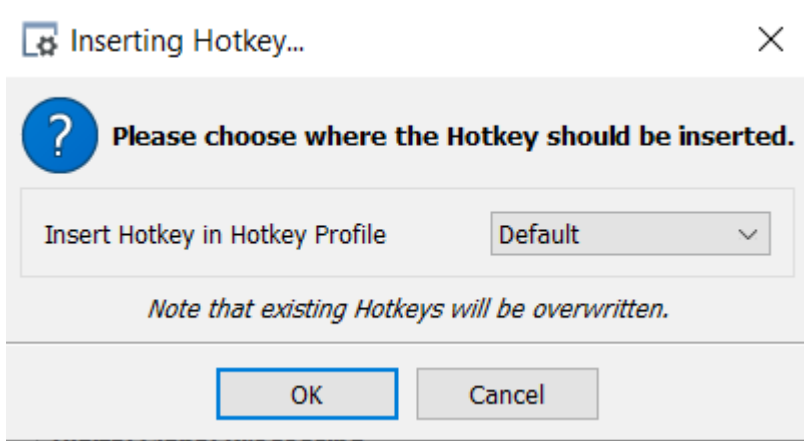 Inserting Hotkey...
Please choose where the Hotkey should be inserted.
Insert Hotkey in Hotkey Profile Default
Note that existing Hotkeys will be overwritten.
OK Cancel